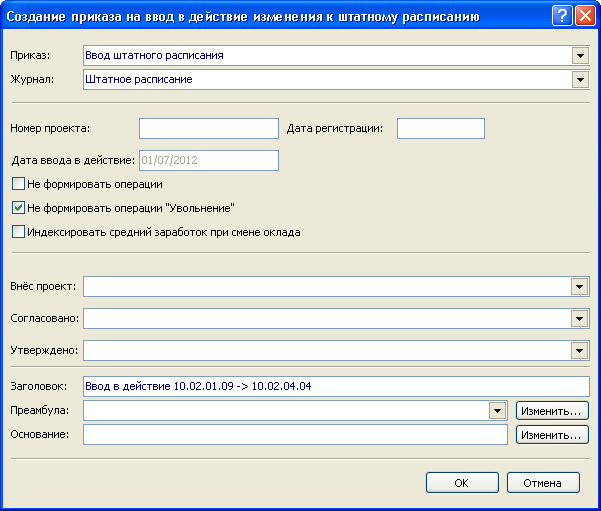 Создание приказа на ввод в действие изменения к штатному расписанию
Приказ: Ввод штатного расписания
Журнал: Штатное расписание
Номер проекта: Дата регистрации:
Дата ввода в действие: 01/07/2012
Не формировать операции
Не формировать операции "Увольнение"
Индексировать средний заработок при смене оклада
Внёс проект:
Согласовано:
Утверждено:
Заголовок: Ввод в действие 10.02.01.09 -> 10.02.04.04
Преамбула: Изменить...
Основание: Изменить...
OK Отмена